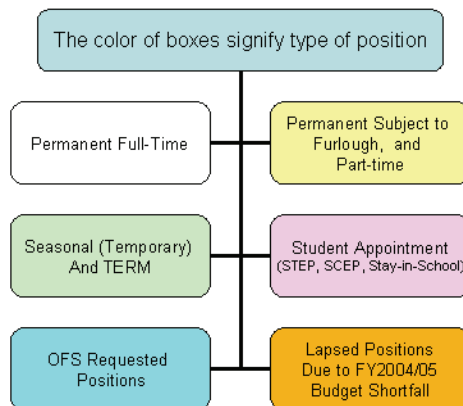 The color of boxes signify type of position
Permanent Full-Time
Permanent Subject to
Furlough, and
Part-time
Seasonal (Temporary)
And TERM
Student Appointment
(STEP, SCEP, Stay-in-School)
OFS Requested
Positions
Lapsed Positions
Due to FY2004/05
Budget Shortfall